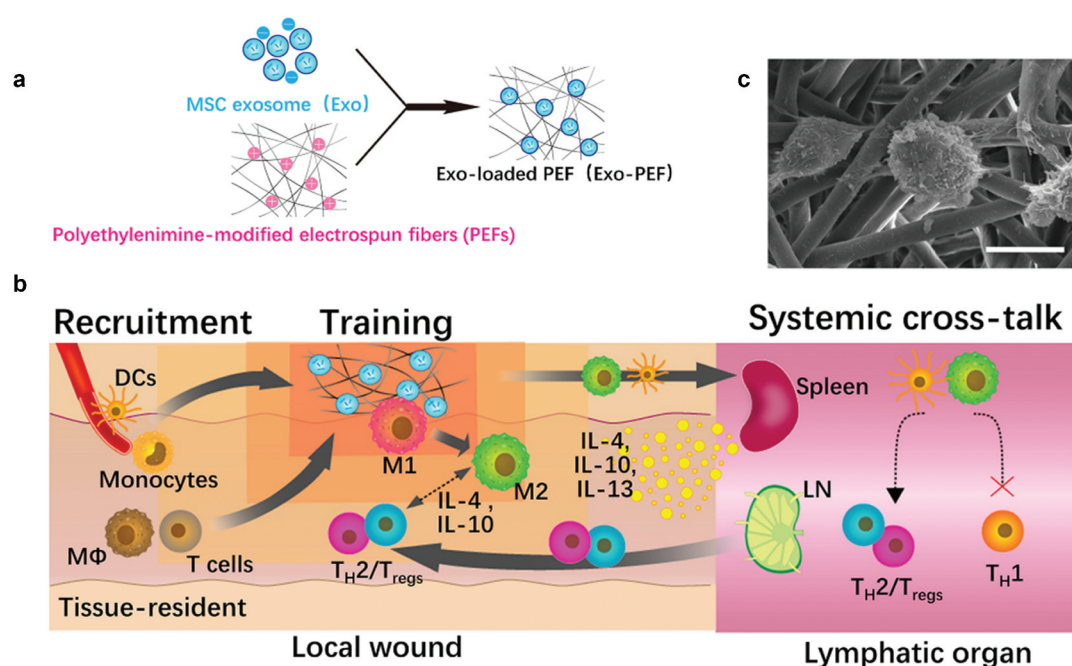 a
MSC exosome (Exo)
Polyethylenimine-modified electrospun fibers (PEFs)
Exo-loaded PEF (Exo-PEF)
c
b
Recruitment
Training
Systemic cross-talk
DCs
Monocytes
MΦ
T cells
Tissue-resident
M1
M2
IL-4 ,
IL-10
TH2/Tregs
IL-4,
IL-10,
IL-13
Spleen
LN
TH2/Tregs
TH1
Local wound
Lymphatic organ